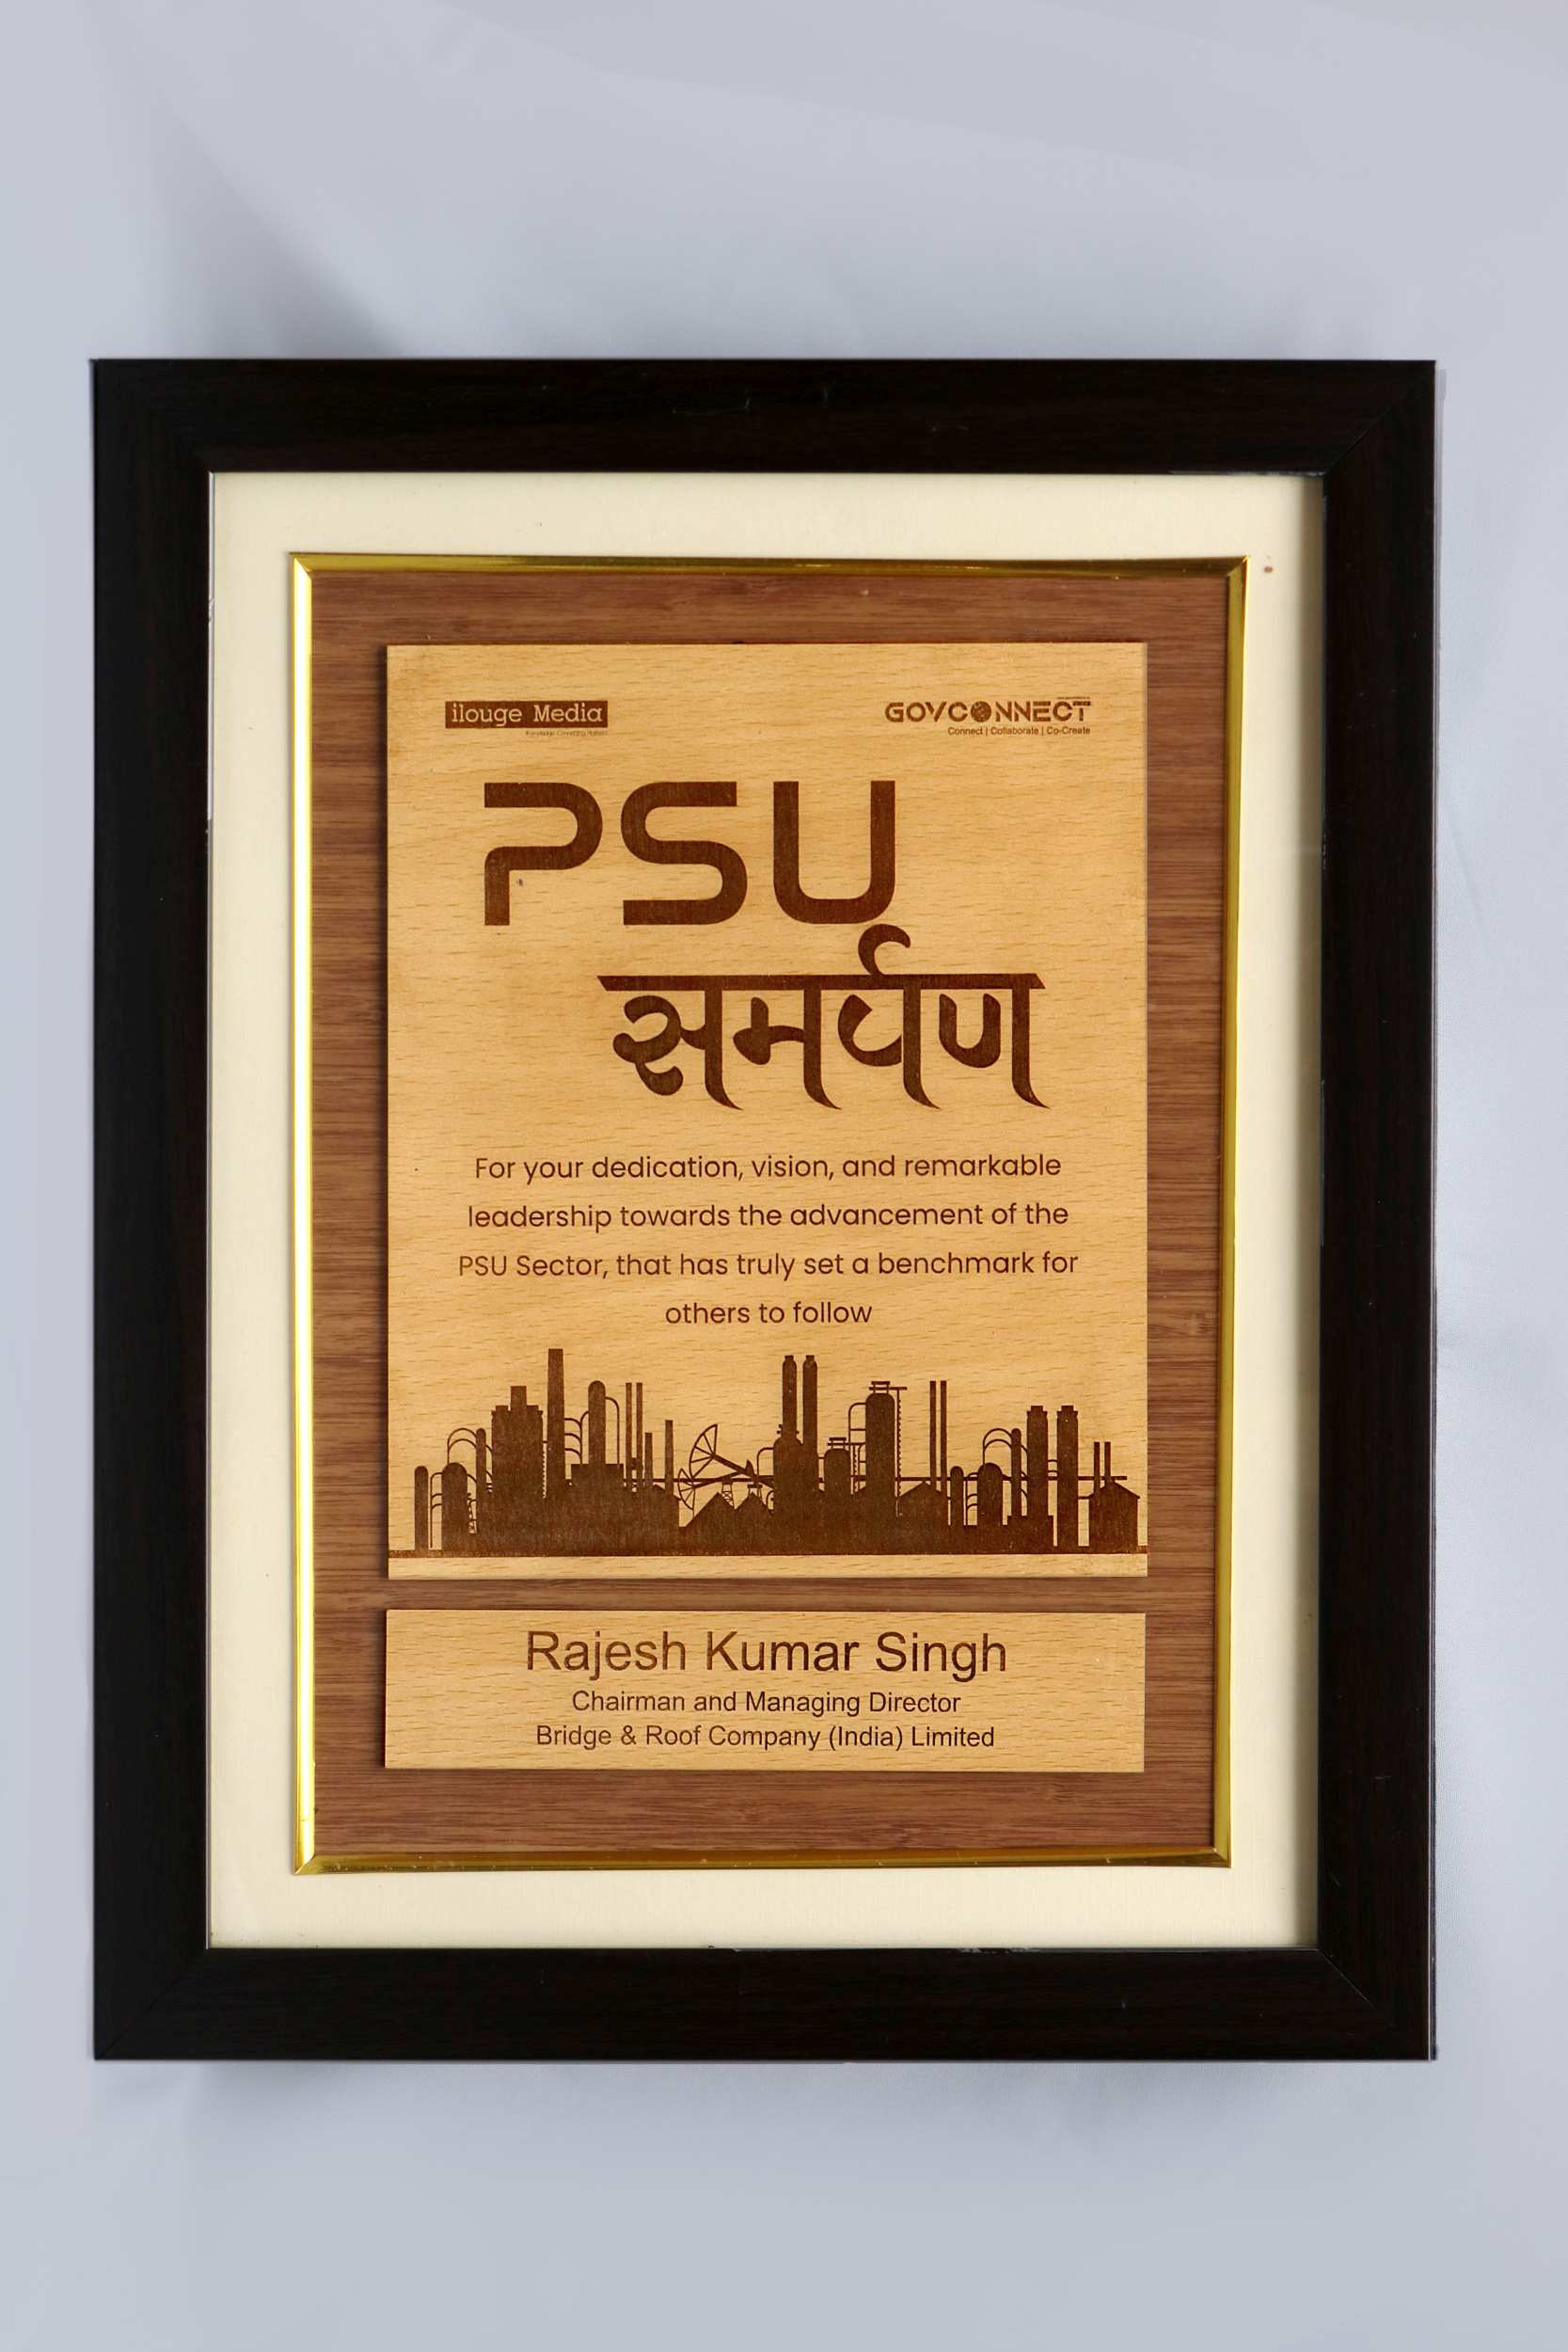 ilouge Media
GOVCONNECT
Connect | Collaborate | Co-Create
PSU
समर्पण
For your dedication, vision, and remarkable
leadership towards the advancement of the
PSU Sector, that has truly set a benchmark for
others to follow
Rajesh Kumar Singh
Chairman and Managing Director
Bridge & Roof Company (India) Limited